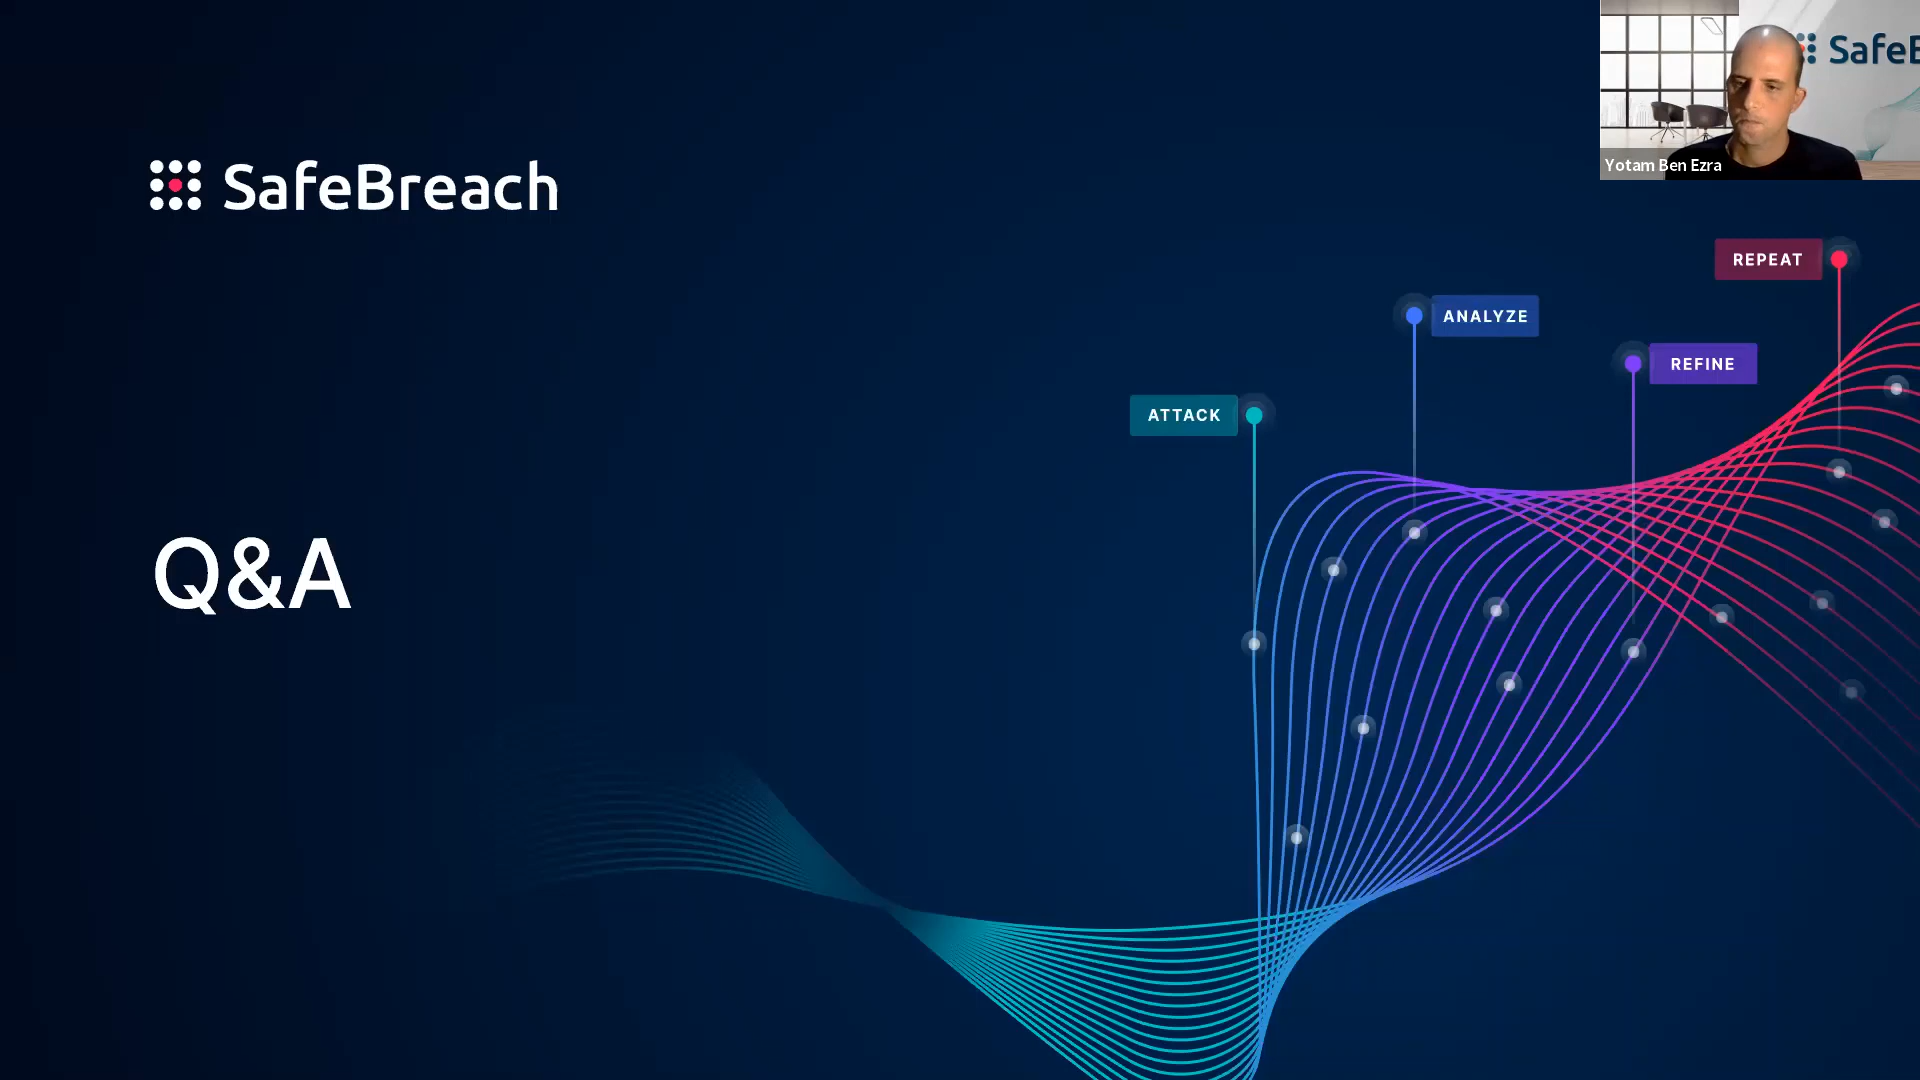 SafeB
Yotam Ben Ezra
SafeBreach
REPEAT
ANALYZE
REFINE
ATTACK
Q&A